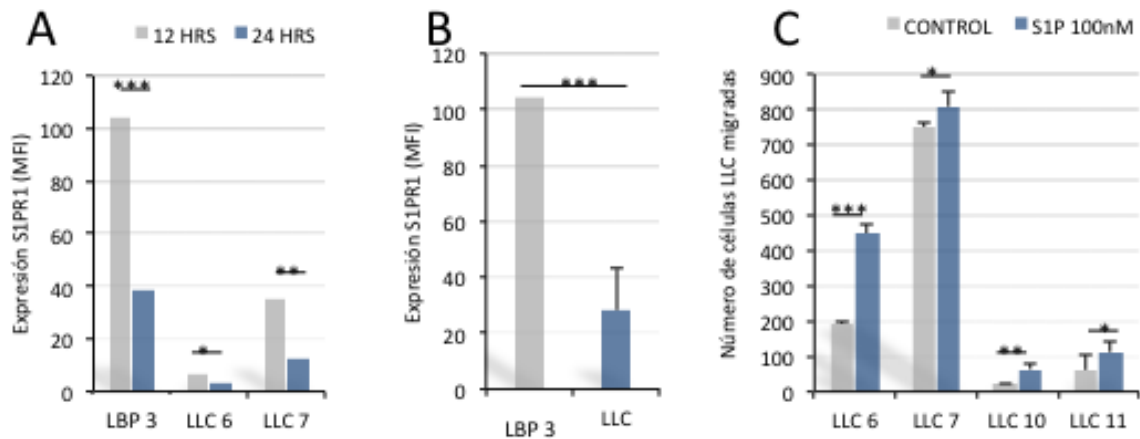 A
12 HRS 24 HRS
Expresión S1PR1 (MFI)
120
100
80
60
40
20
0
***
*
**
LBP 3 LLC 6 LLC 7
B
Expresión S1PR1 (MFI)
120
100
80
60
40
20
0
***
LBP 3 LLC
C
CONTROL S1P 100nM
Número de células LLC migradas
900
800
700
600
500
400
300
200
100
0
***
*
**
*
LLC 6 LLC 7 LLC 10 LLC 11